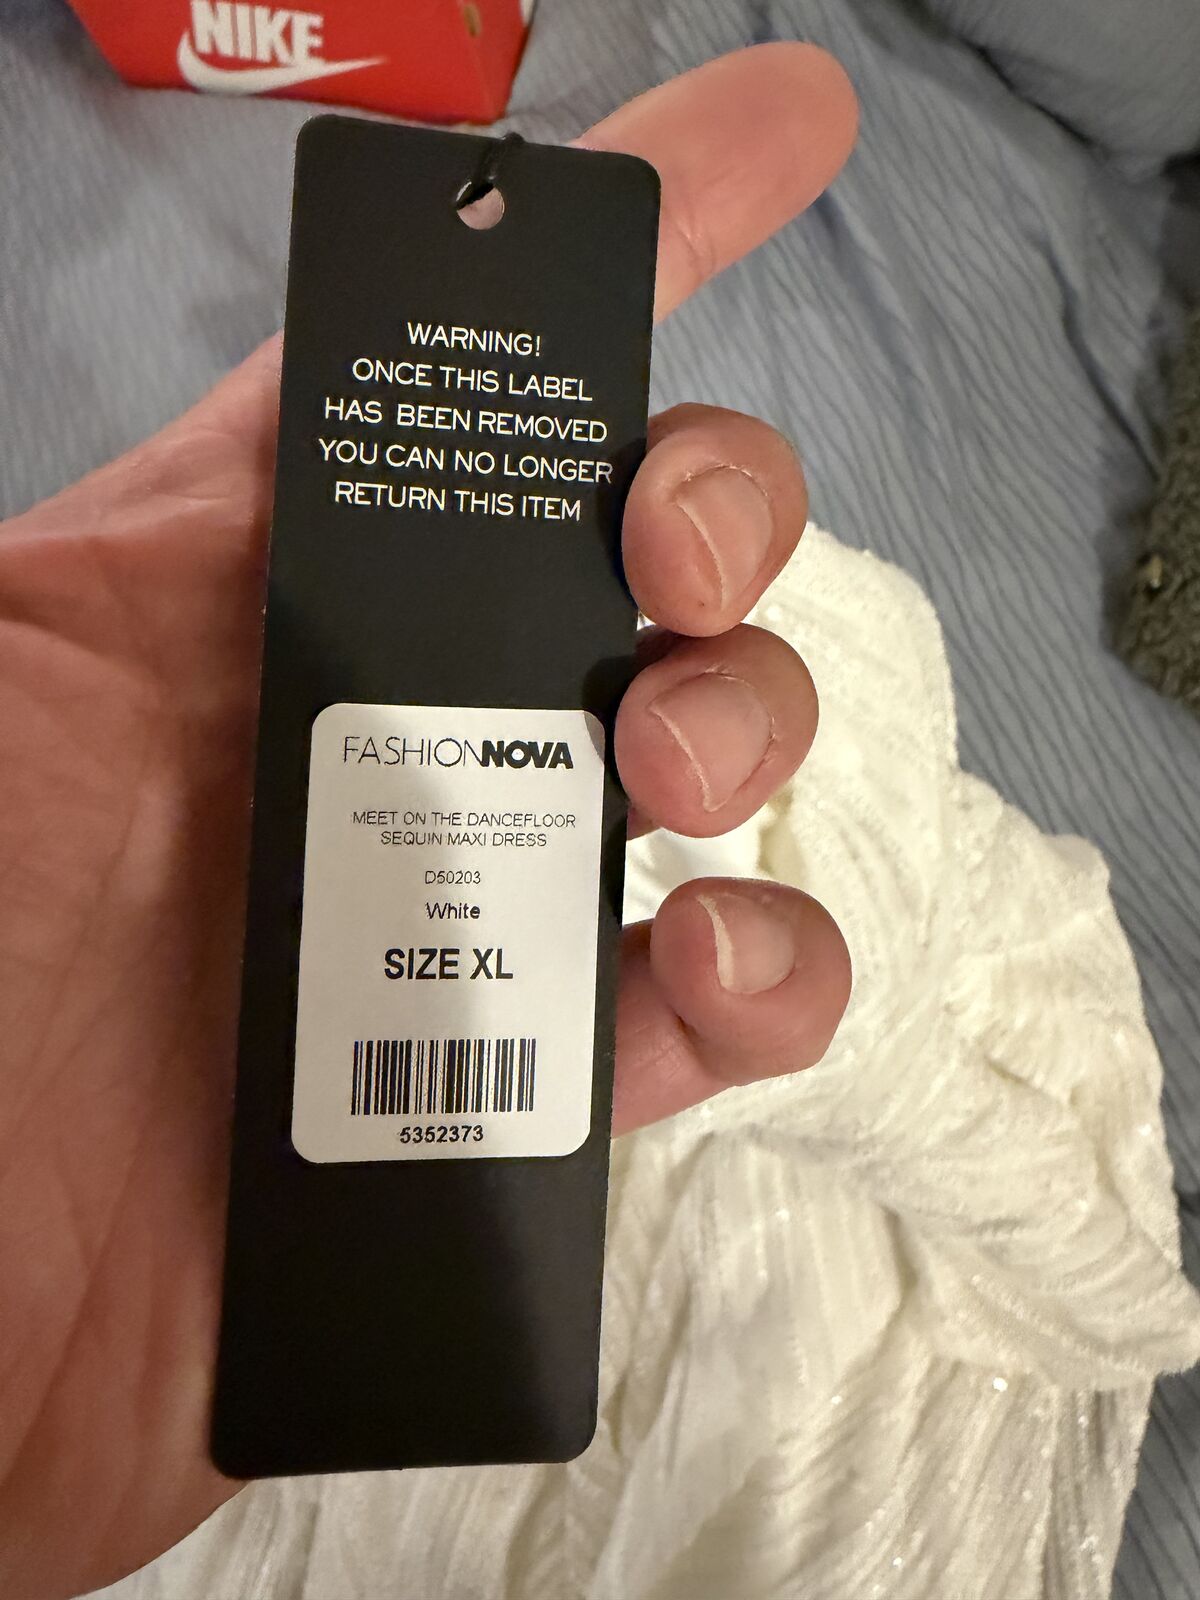 NIKE
WARNING!
ONCE THIS LABEL
HAS BEEN REMOVED
YOU CAN NO LONGER
RETURN THIS ITEM
FASHIONNOVA
MEET ON THE DANCEFLOOR
SEQUIN MAXI DRESS
D50203
White
SIZE XL
5352373